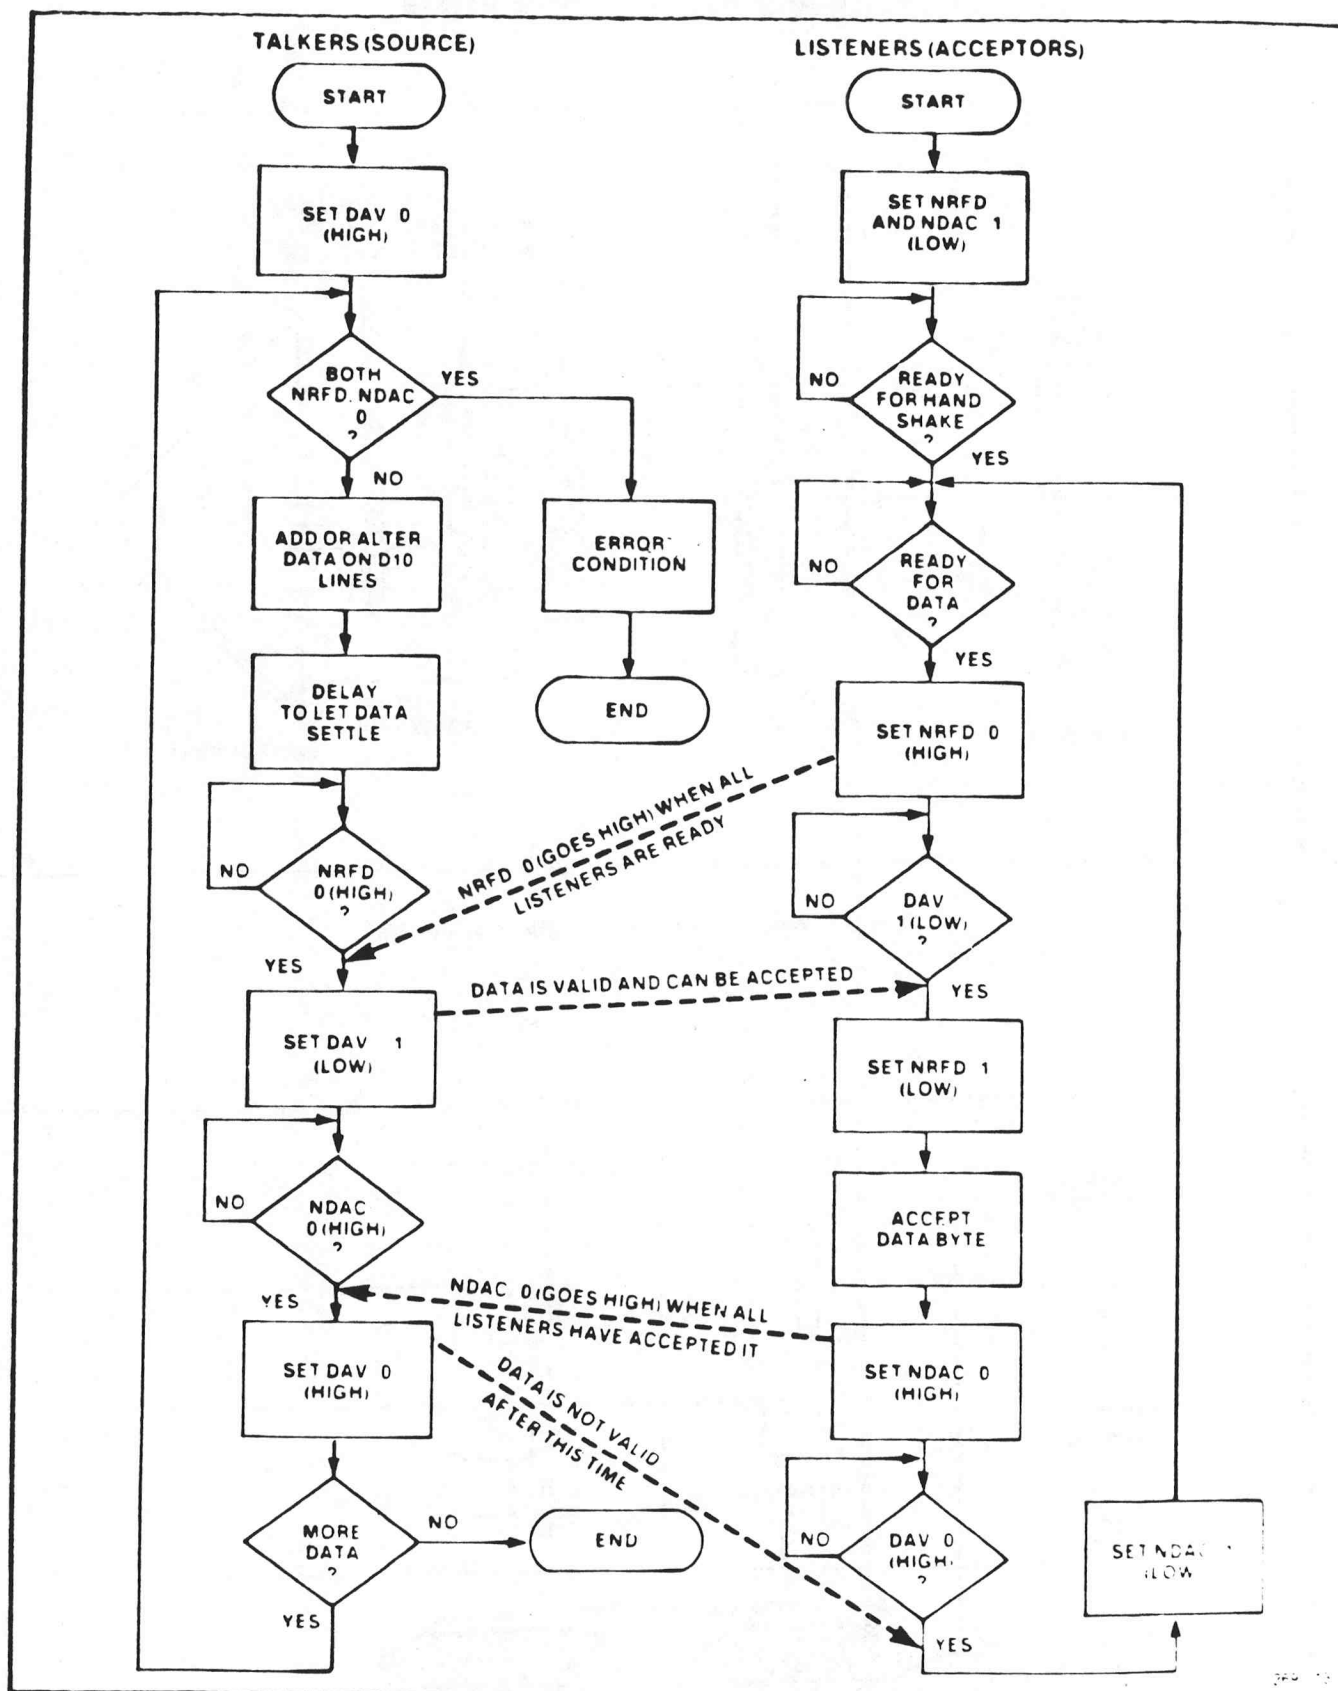 TALKERS (SOURCE)
START
SET DAV 0
(HIGH)
BOTH
NRFD, NDAC
0
?
YES
NO
ADD OR ALTER
DATA ON D10
LINES
ERROR
CONDITION
DELAY
TO LET DATA
SETTLE
END
NRFD
0 (HIGH)
?
NO
YES
SET DAV 1
(LOW)
NDAC
0 (HIGH)
?
NO
YES
SET DAV 0
(HIGH)
MORE
DATA
?
NO
END
YES
NRFD 0 (GOES HIGH) WHEN ALL
LISTENERS ARE READY
DATA IS VALID AND CAN BE ACCEPTED
NDAC 0 (GOES HIGH) WHEN ALL
LISTENERS HAVE ACCEPTED IT
DATA IS NOT VALID
AFTER THIS TIME
LISTENERS (ACCEPTORS)
START
SET NRFD
AND NDAC 1
(LOW)
READY
FOR HAND
SHAKE
?
NO
YES
READY
FOR
DATA
?
NO
YES
SET NRFD 0
(HIGH)
DAV
1 (LOW)
?
NO
YES
SET NRFD 1
(LOW)
ACCEPT
DATA BYTE
SET NDAC 0
(HIGH)
DAV 0
(HIGH)
?
NO
YES
SET NDAC 1
(LOW